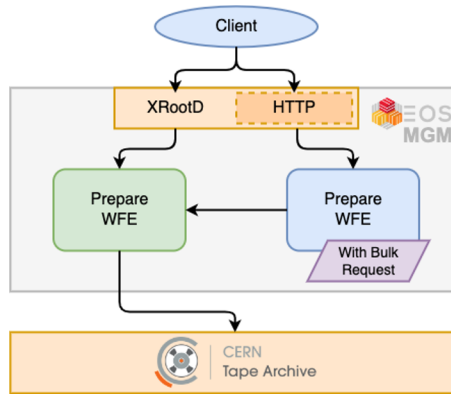 Client
XRootD
HTTP
EOS
MGM
Prepare
WFE
Prepare
WFE
With Bulk
Request
CERN
Tape Archive